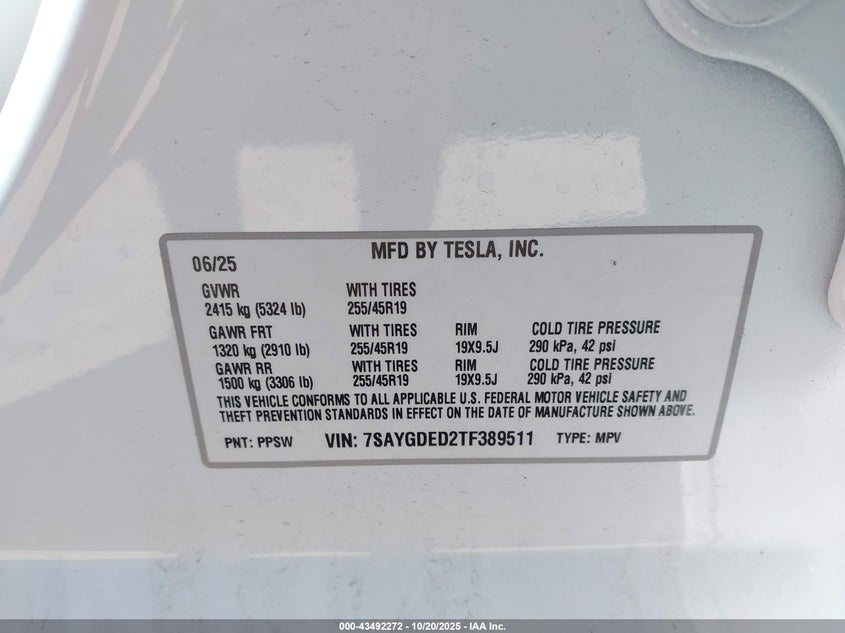 06/25
MFD BY TESLA, INC.
GVWR WITH TIRES
2415 kg (5324 lb) 255/45R19
GAWR FRT WITH TIRES RIM COLD TIRE PRESSURE
1320 kg (2910 lb) 255/45R19 19X9.5J 290 kPa, 42 psi
GAWR RR WITH TIRES RIM COLD TIRE PRESSURE
1500 kg (3306 lb) 255/45R19 19X9.5J 290 kPa, 42 psi
THIS VEHICLE CONFORMS TO ALL APPLICABLE U.S. FEDERAL MOTOR VEHICLE SAFETY AND
THEFT PREVENTION STANDARDS IN EFFECT ON THE DATE OF MANUFACTURE SHOWN ABOVE.
PNT: PPSW VIN: 7SAYGDED2TF389511 TYPE: MPV
000-43492272 - 10/20/2025 - IAA Inc.